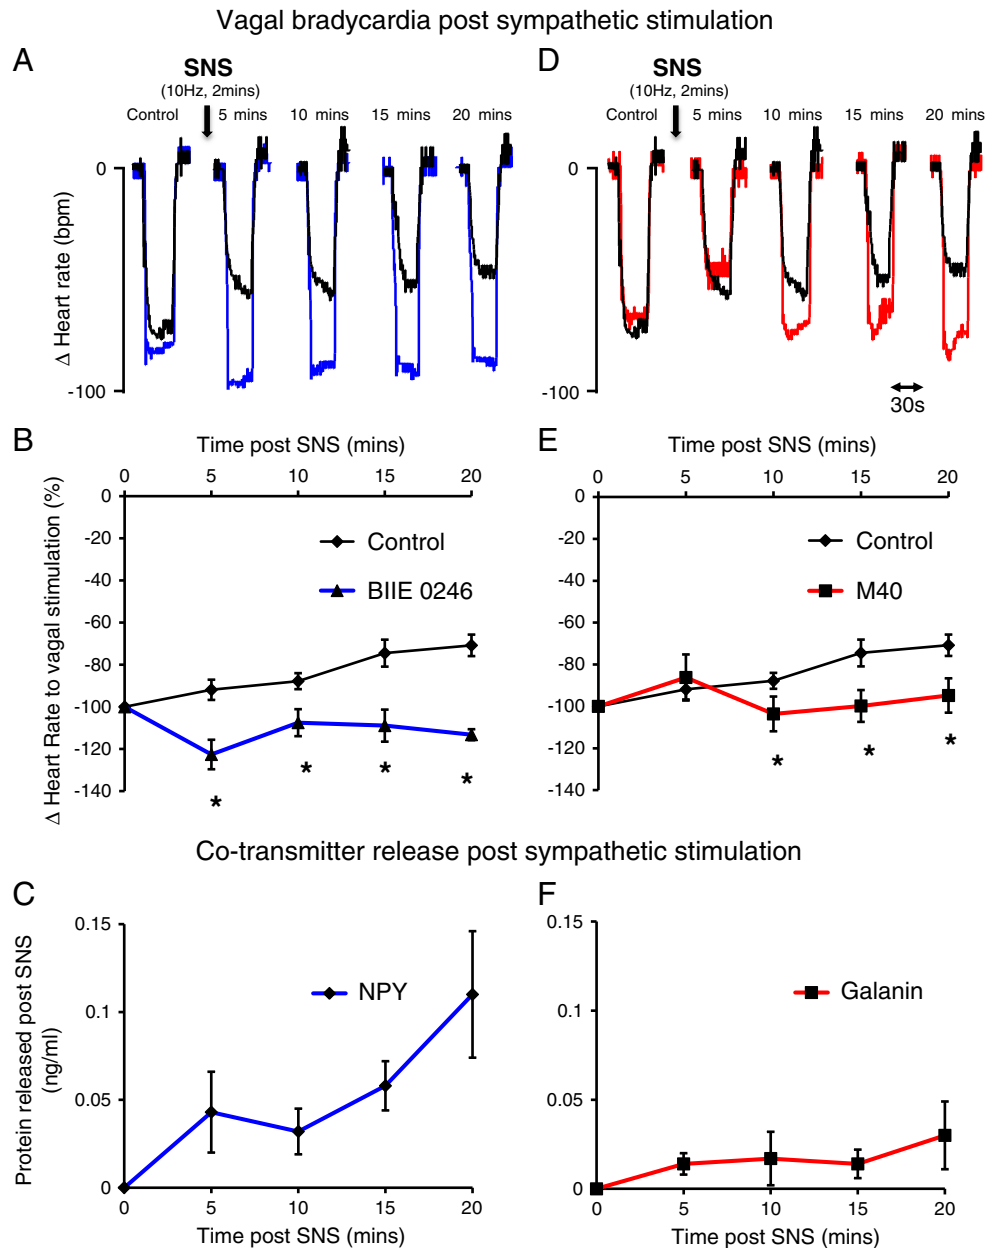 Vagal bradycardia post sympathetic stimulation
A
SNS
(10Hz, 2mins)
Control 5 mins 10 mins 15 mins 20 mins
0
-100
Δ Heart rate (bpm)
D
SNS
(10Hz, 2mins)
Control 5 mins 10 mins 15 mins 20 mins
0
-100
30s
B
Time post SNS (mins)
0 5 10 15 20
0
-20
-40
-60
-80
-100
-120
-140
Δ Heart Rate to vagal stimulation (%)
Control
BIIE 0246
* * * *
E
Time post SNS (mins)
0 5 10 15 20
0
-20
-40
-60
-80
-100
-120
-140
Control
M40
* * *
Co-transmitter release post sympathetic stimulation
C
0.15
0.1
0.05
0
Protein released post SNS
(ng/ml)
NPY
0 5 10 15 20
Time post SNS (mins)
F
0.15
0.1
0.05
0
Galanin
0 5 10 15 20
Time post SNS (mins)